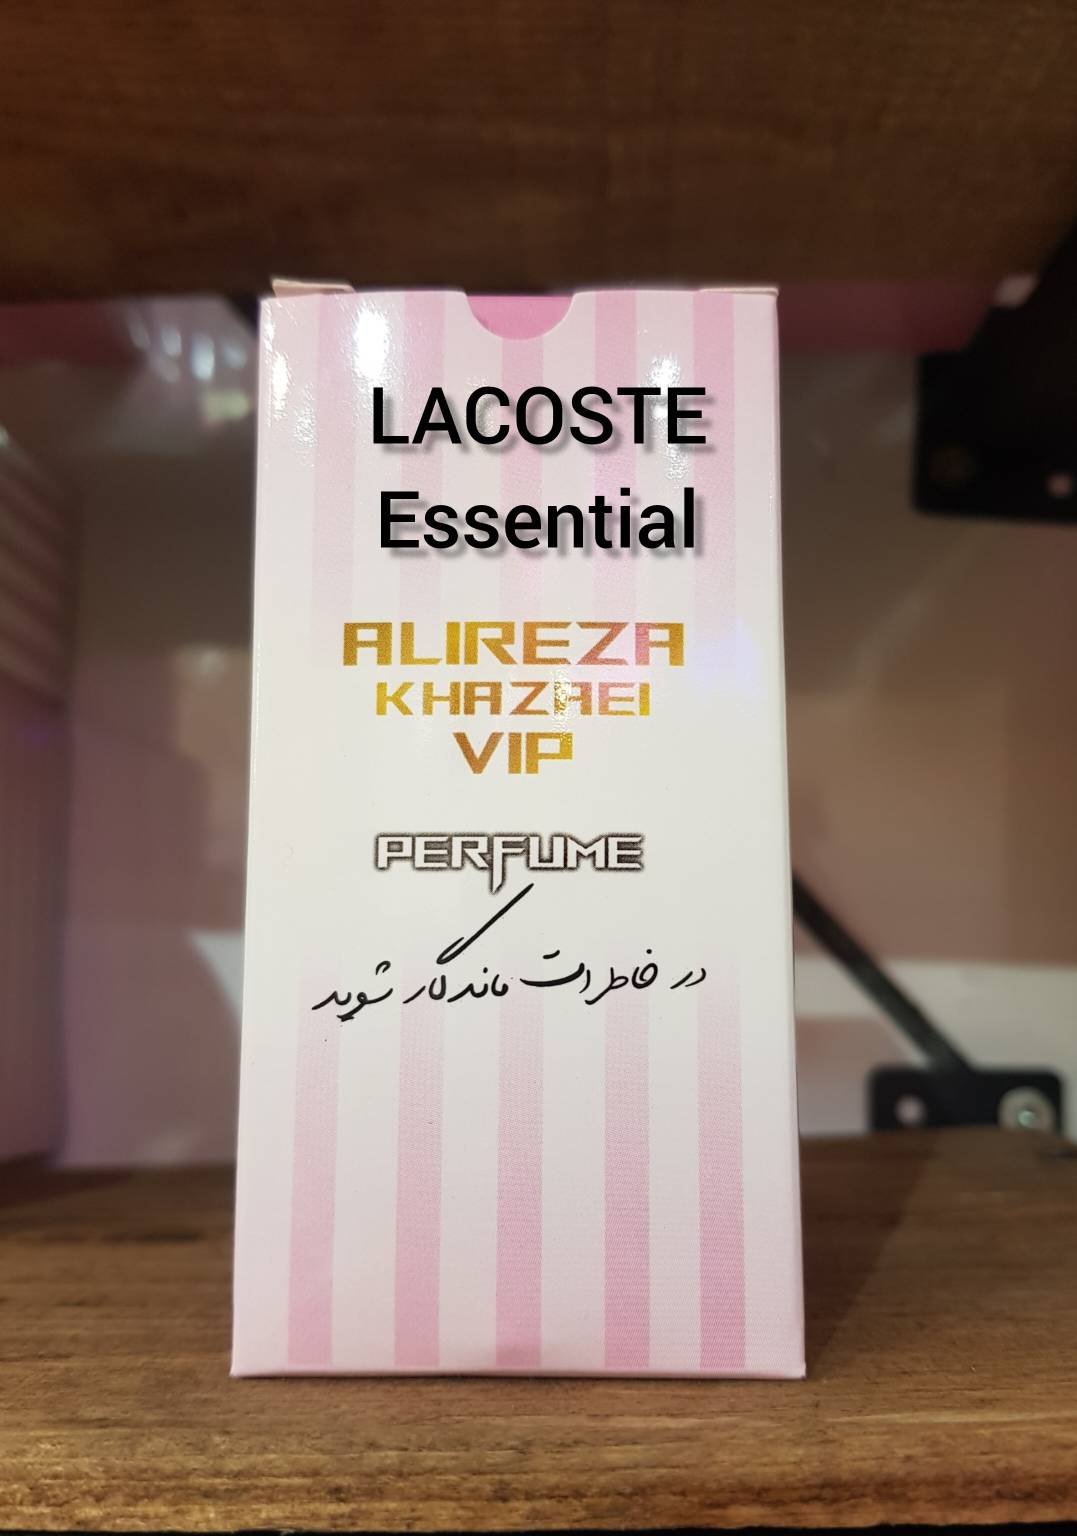 LACOSTE
Essential
ALIREZA
KHAZAEI
VIP
PERFUME
در خاطرات ماندگار شوید